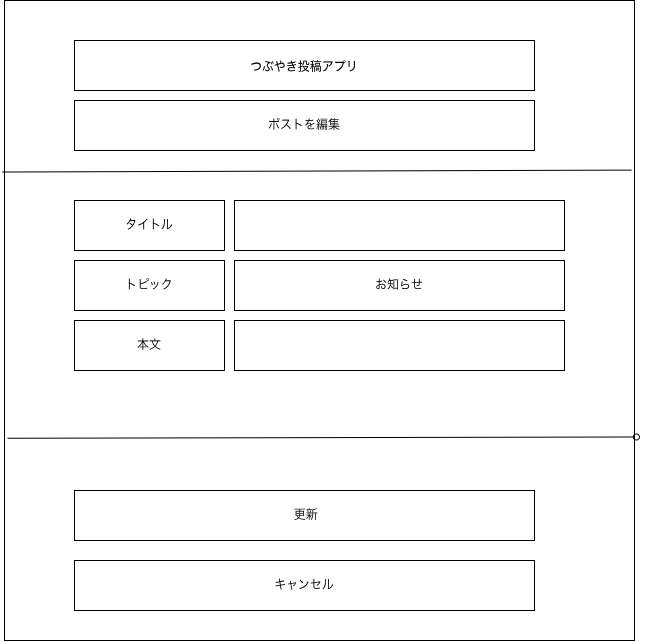 つぶやき投稿アプリ
ポストを編集
タイトル
トピック
お知らせ
本文
更新
キャンセル